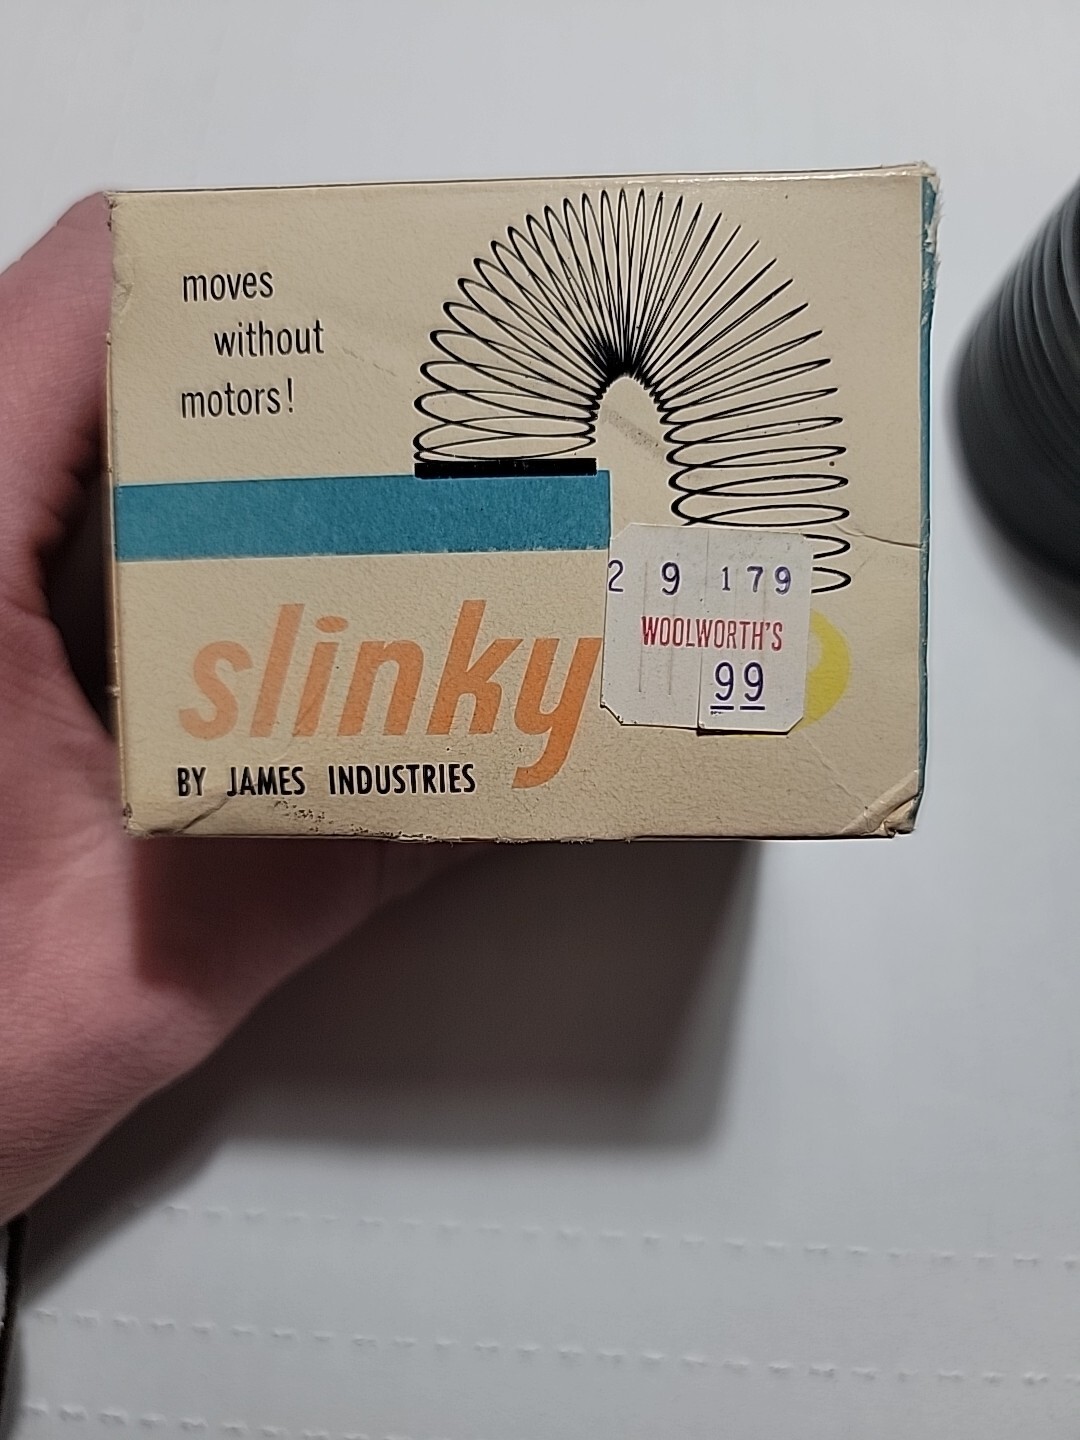 moves
without
motors!
slinky
BY JAMES INDUSTRIES
2 9 179
WOOLWORTH'S
99